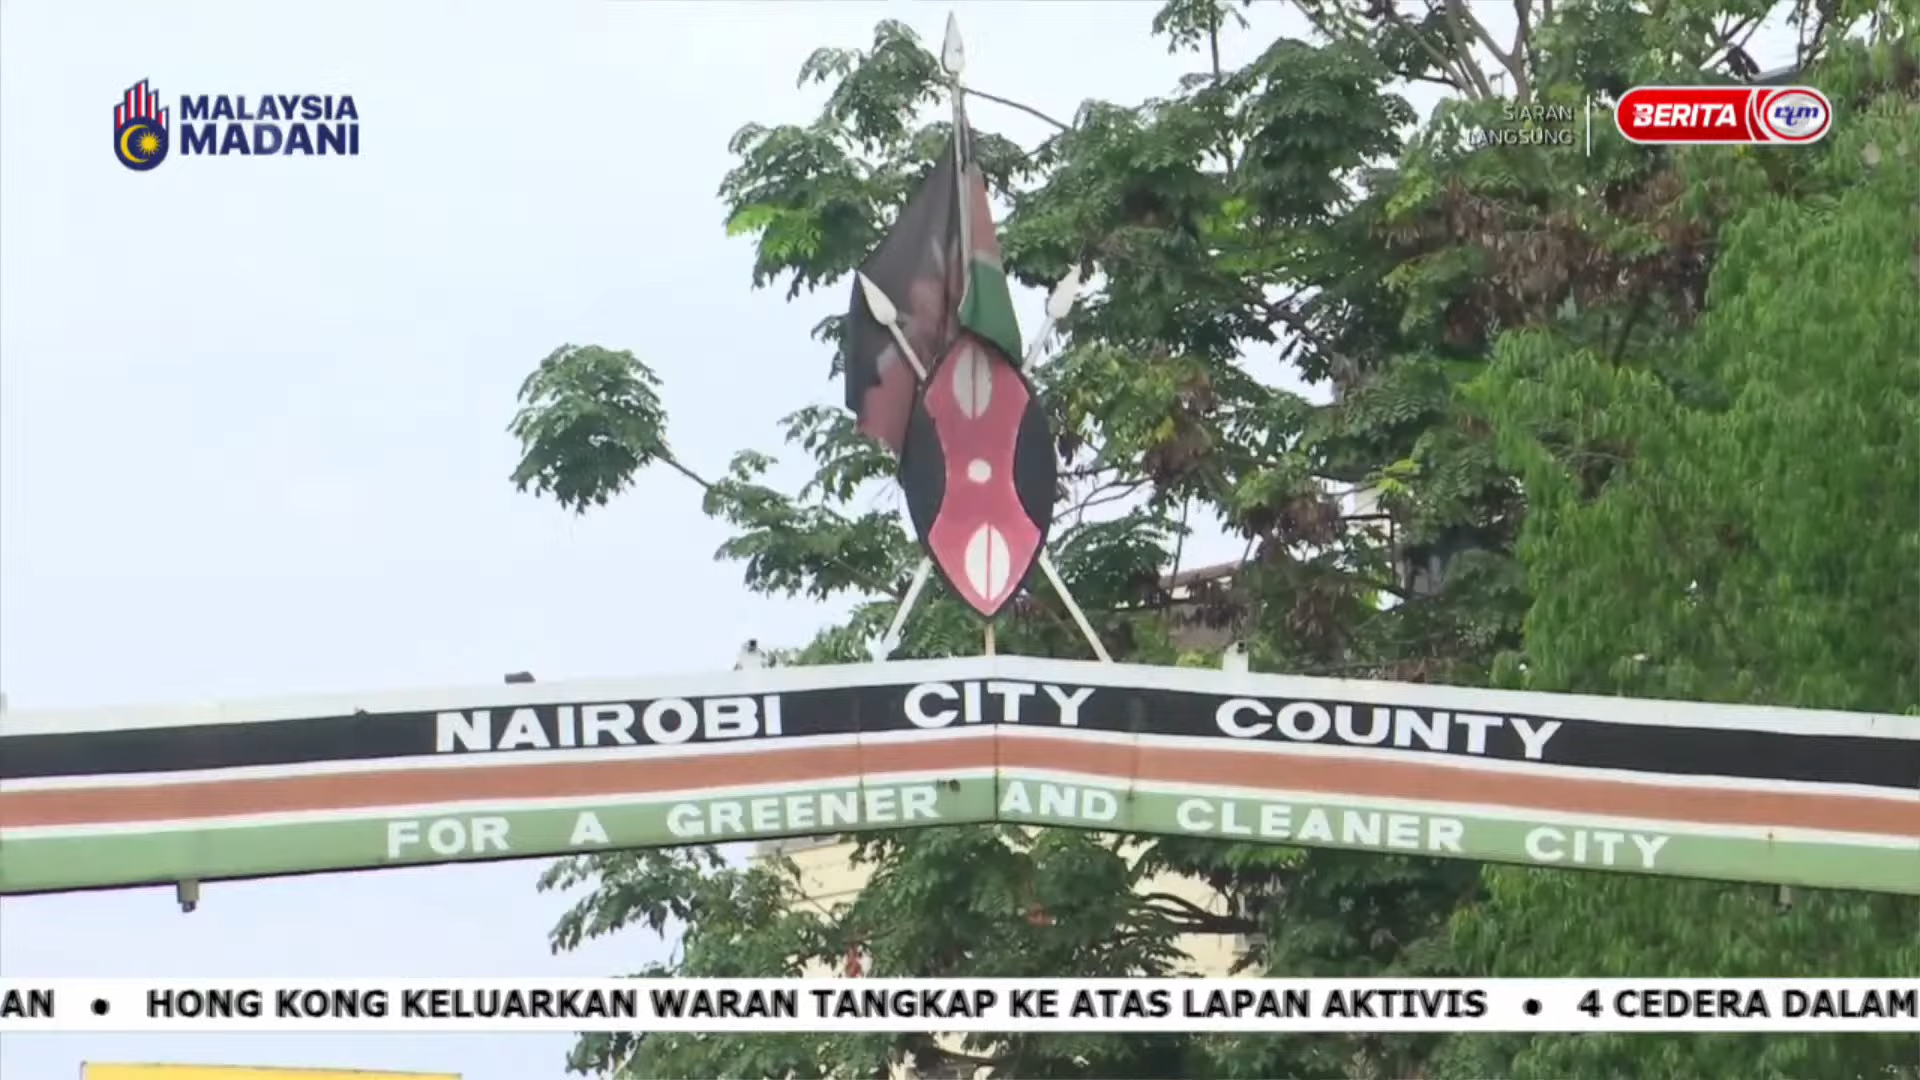 MALAYSIA
MADANI
SIARAN
LANGSUNG
BERITA rtm
NAIROBI CITY COUNTY
FOR A GREENER AND CLEANER CITY
AN • HONG KONG KELUARKAN WARAN TANGKAP KE ATAS LAPAN AKTIVIS • 4 CEDERA DALAM